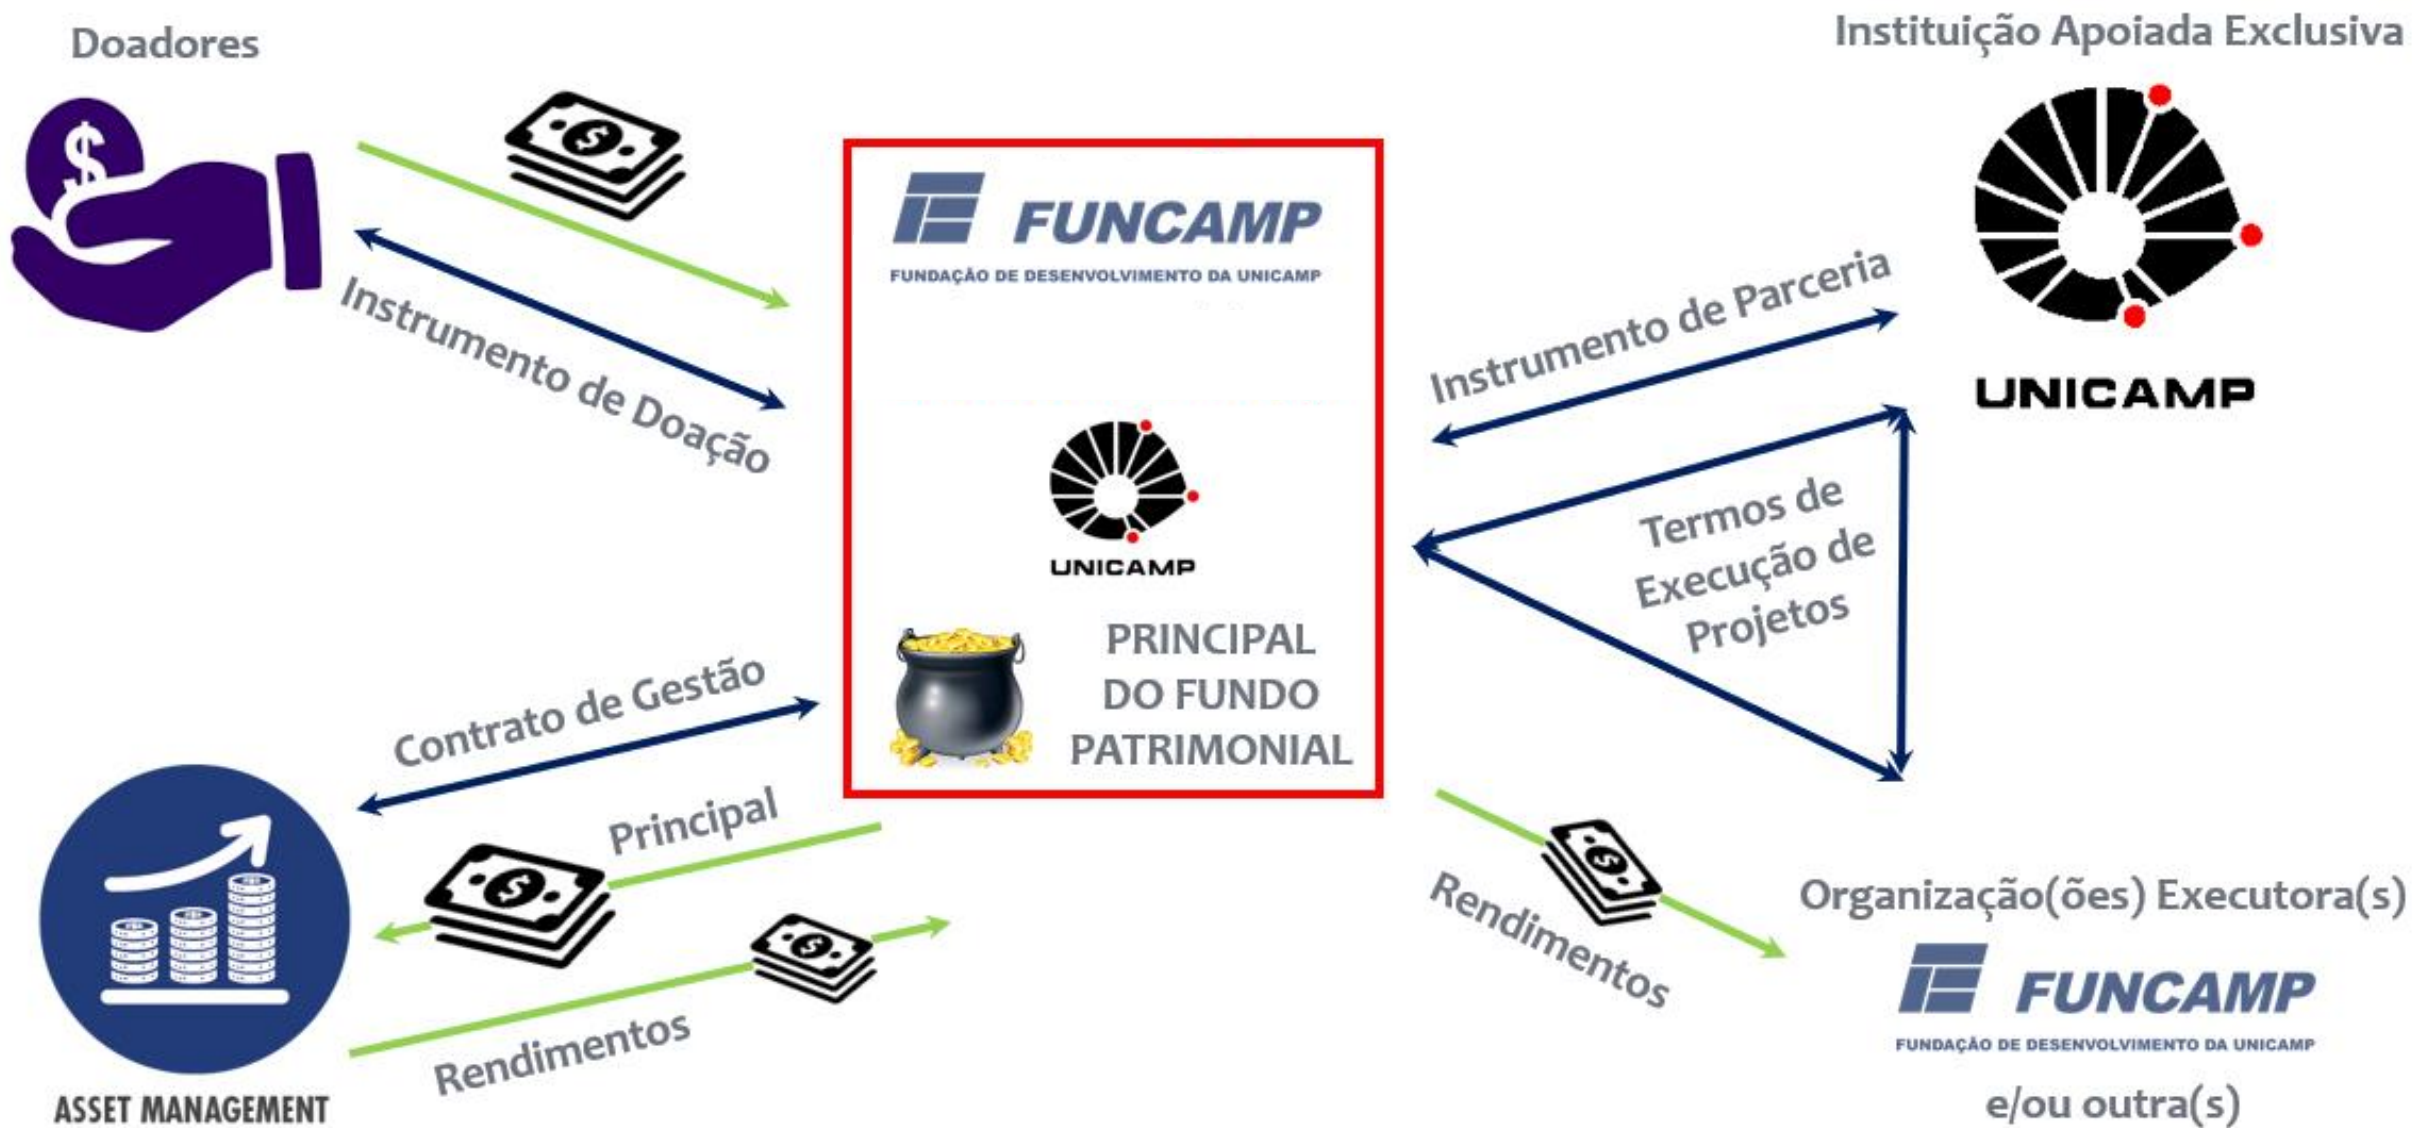 Doadores
Instituição Apoiada Exclusiva
$
$
FUNCAMP
FUNDAÇÃO DE DESENVOLVIMENTO DA UNICAMP
Instrumento de Doação
Instrumento de Parceria
UNICAMP
UNICAMP
Termos de
Execução de
Projetos
PRINCIPAL
DO FUNDO
PATRIMONIAL
Contrato de Gestão
Principal
$
Rendimentos
$
ASSET MANAGEMENT
Rendimentos
$
Organização(ões) Executora(s)
FUNCAMP
FUNDAÇÃO DE DESENVOLVIMENTO DA UNICAMP
e/ou outra(s)